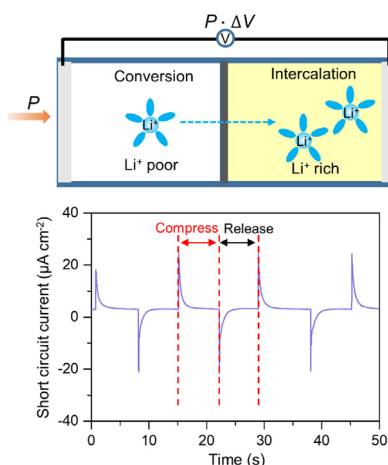 P · ΔV
V
Conversion
Intercalation
P
Li⁺
Li⁺
Li⁺
Li⁺ poor
Li⁺ rich
Short circuit current (µA cm⁻²)
40
20
0
-20
-40
Compress
Release
0
10
20
30
40
50
Time (s)